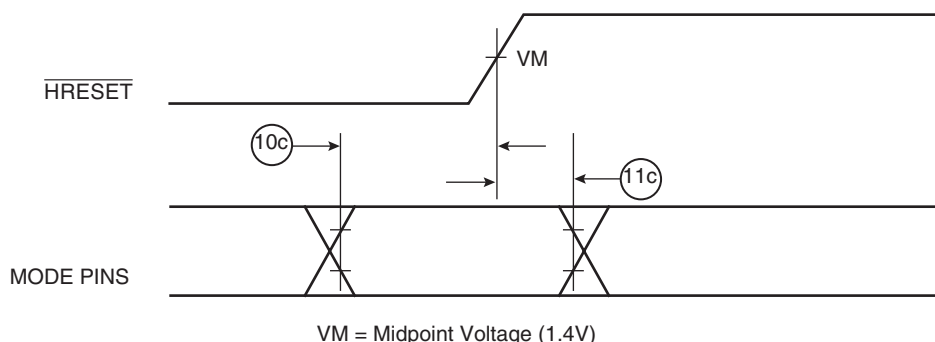 VM
HRESET
10c
11c
MODE PINS
VM = Midpoint Voltage (1.4V)